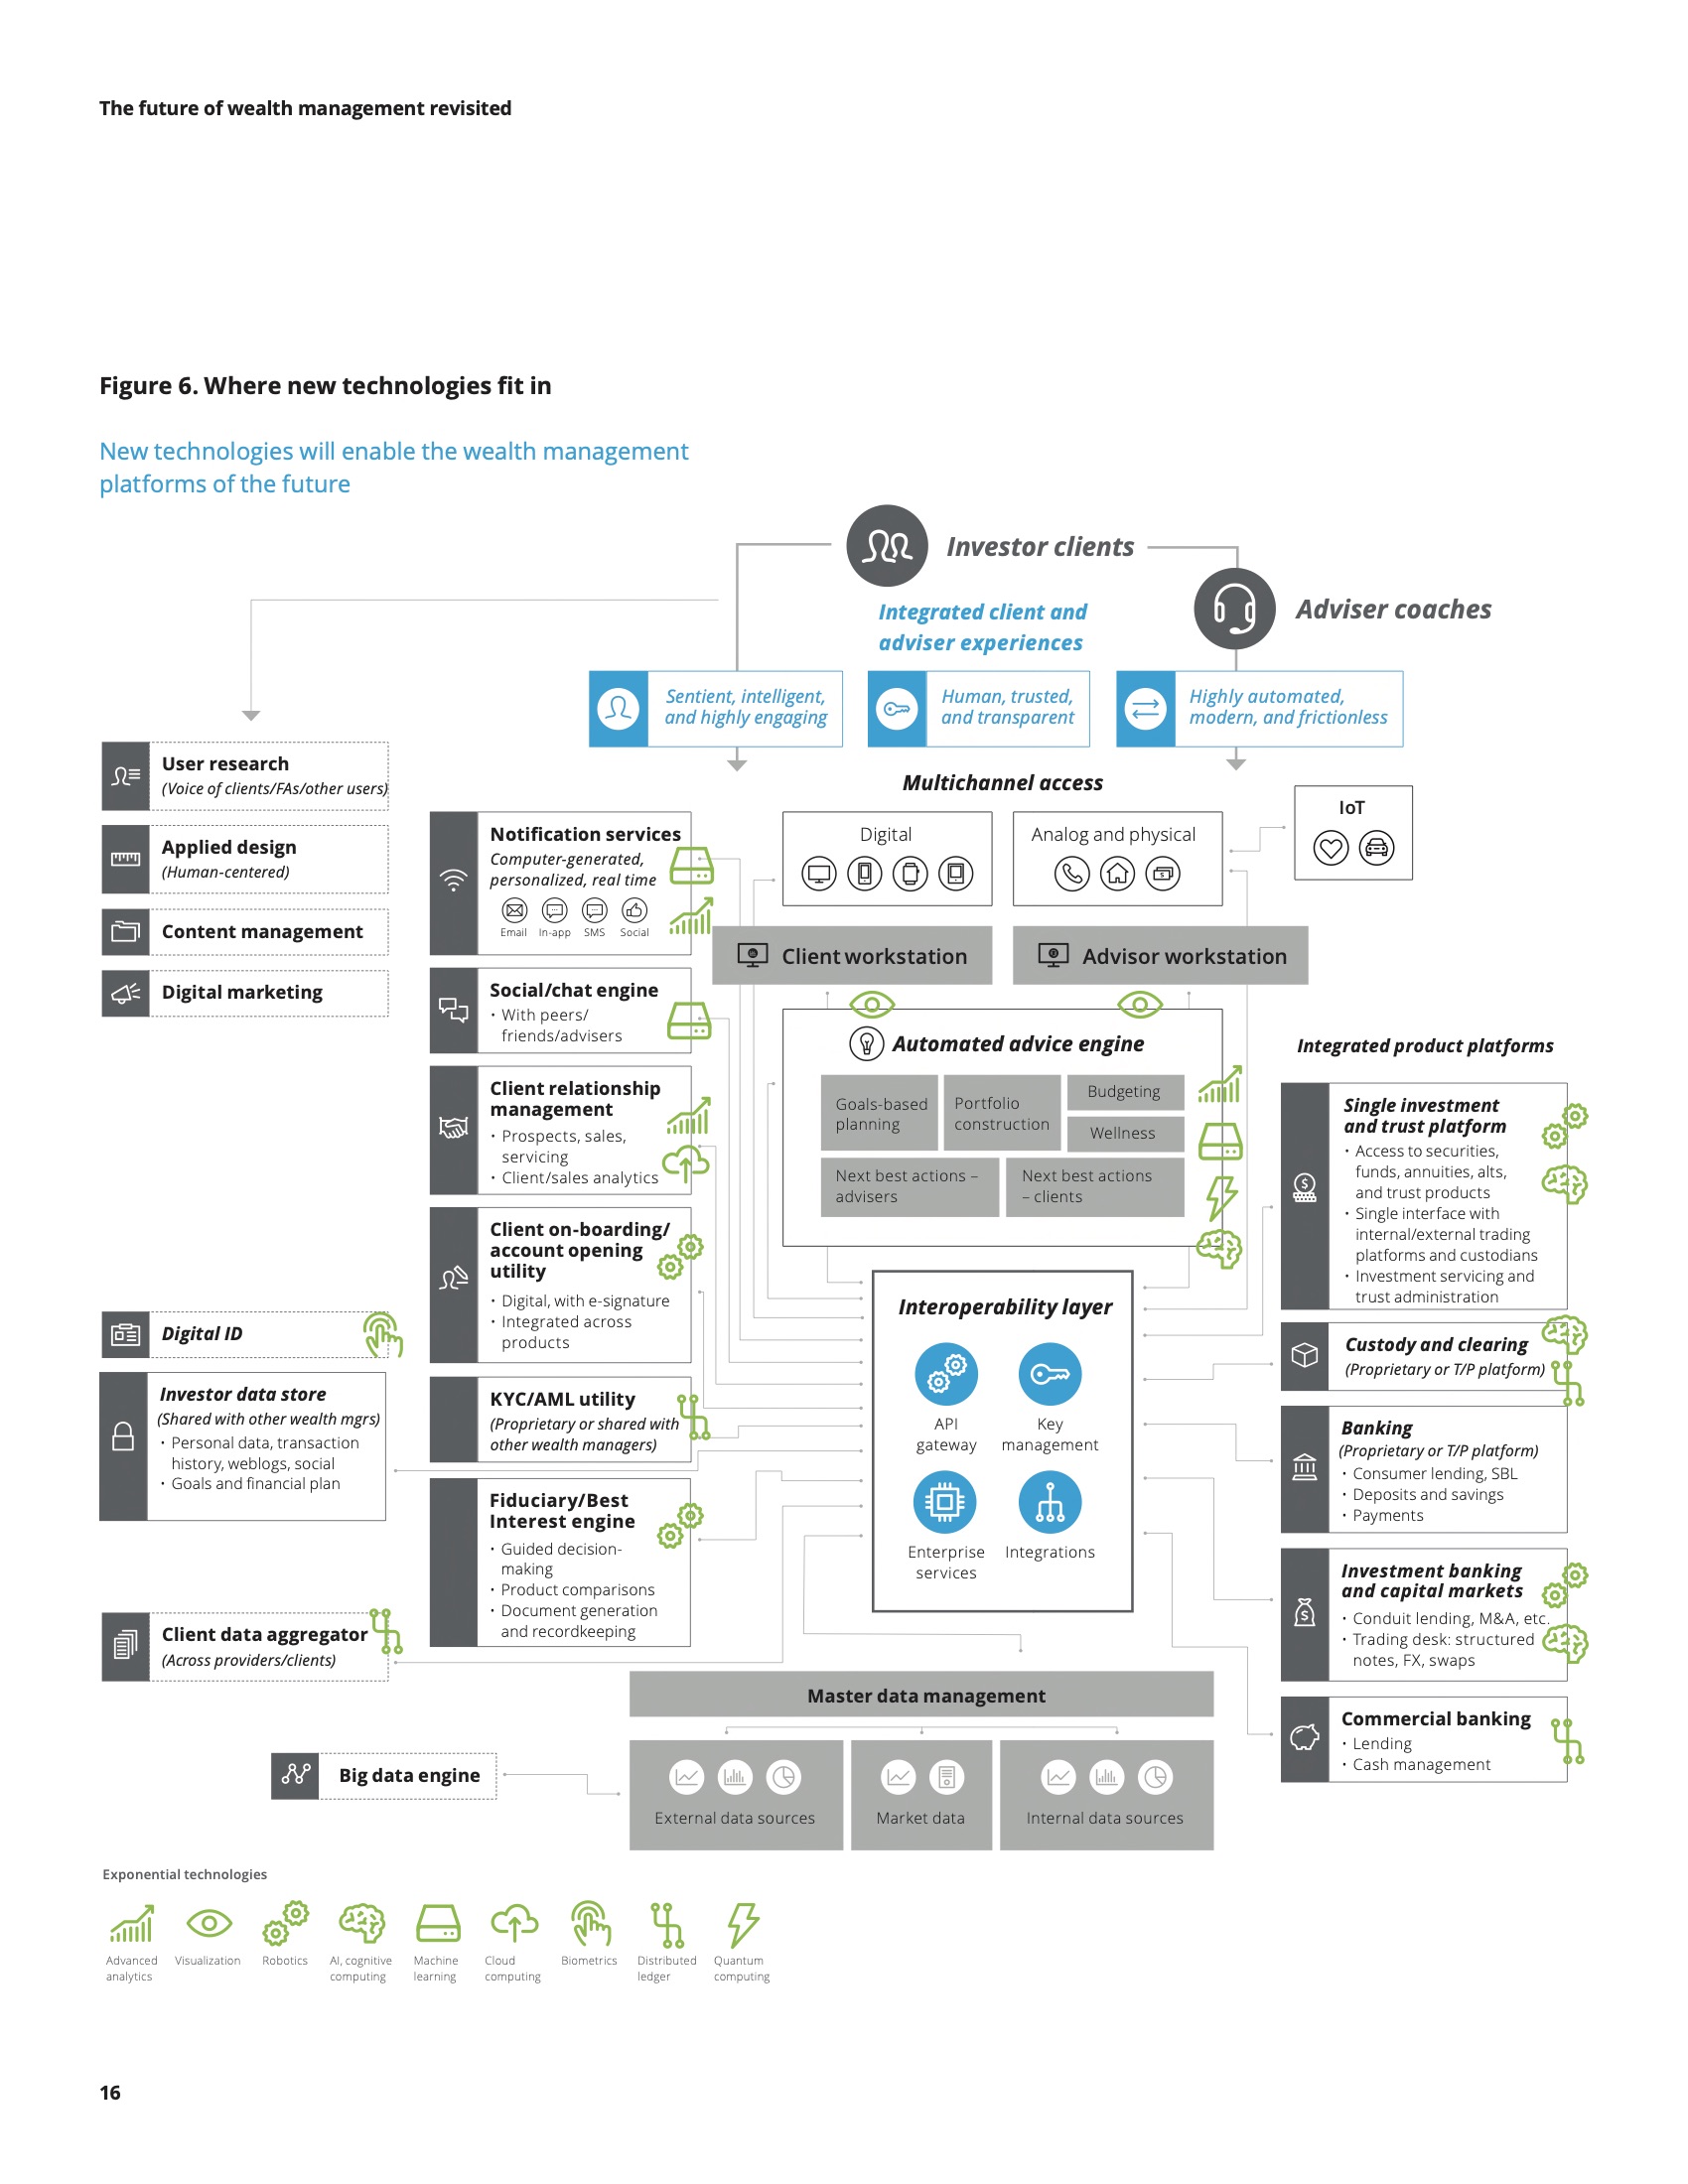 The future of wealth management revisited
Figure 6. Where new technologies fit in
New technologies will enable the wealth management
platforms of the future
Investor clients
Adviser coaches
Integrated client and
adviser experiences
Sentient, intelligent,
and highly engaging
Human, trusted,
and transparent
Highly automated,
modern, and frictionless
User research
(Voice of clients/FAs/other users)
Applied design
(Human-centered)
Content management
Digital marketing
Digital ID
Investor data store
(Shared with other wealth mgrs)
• Personal data, transaction
history, weblogs, social
• Goals and financial plan
Client data aggregator
(Across providers/clients)
Big data engine
Notification services
Computer-generated,
personalized, real time
Email In-app SMS Social
Social/chat engine
• With peers/
friends/advisers
Client relationship
management
• Prospects, sales,
servicing
• Client/sales analytics
Client on-boarding/
account opening
utility
• Digital, with e-signature
• Integrated across
products
KYC/AML utility
(Proprietary or shared with
other wealth managers)
Fiduciary/Best
Interest engine
• Guided decision-
making
• Product comparisons
• Document generation
and recordkeeping
Multichannel access
Digital
Analog and physical
IoT
Client workstation
Advisor workstation
Automated advice engine
Goals-based
planning
Portfolio
construction
Budgeting
Wellness
Next best actions –
advisers
Next best actions
– clients
Interoperability layer
API
gateway
Key
management
Enterprise
services
Integrations
Master data management
External data sources
Market data
Internal data sources
Integrated product platforms
Single investment
and trust platform
• Access to securities,
funds, annuities, alts,
and trust products
• Single interface with
internal/external trading
platforms and custodians
• Investment servicing and
trust administration
Custody and clearing
(Proprietary or T/P platform)
Banking
(Proprietary or T/P platform)
• Consumer lending, SBL
• Deposits and savings
• Payments
Investment banking
and capital markets
• Conduit lending, M&A, etc.
• Trading desk: structured
notes, FX, swaps
Commercial banking
• Lending
• Cash management
Exponential technologies
Advanced
analytics
Visualization
Robotics
AI, cognitive
computing
Machine
learning
Cloud
computing
Biometrics
Distributed
ledger
Quantum
computing
16